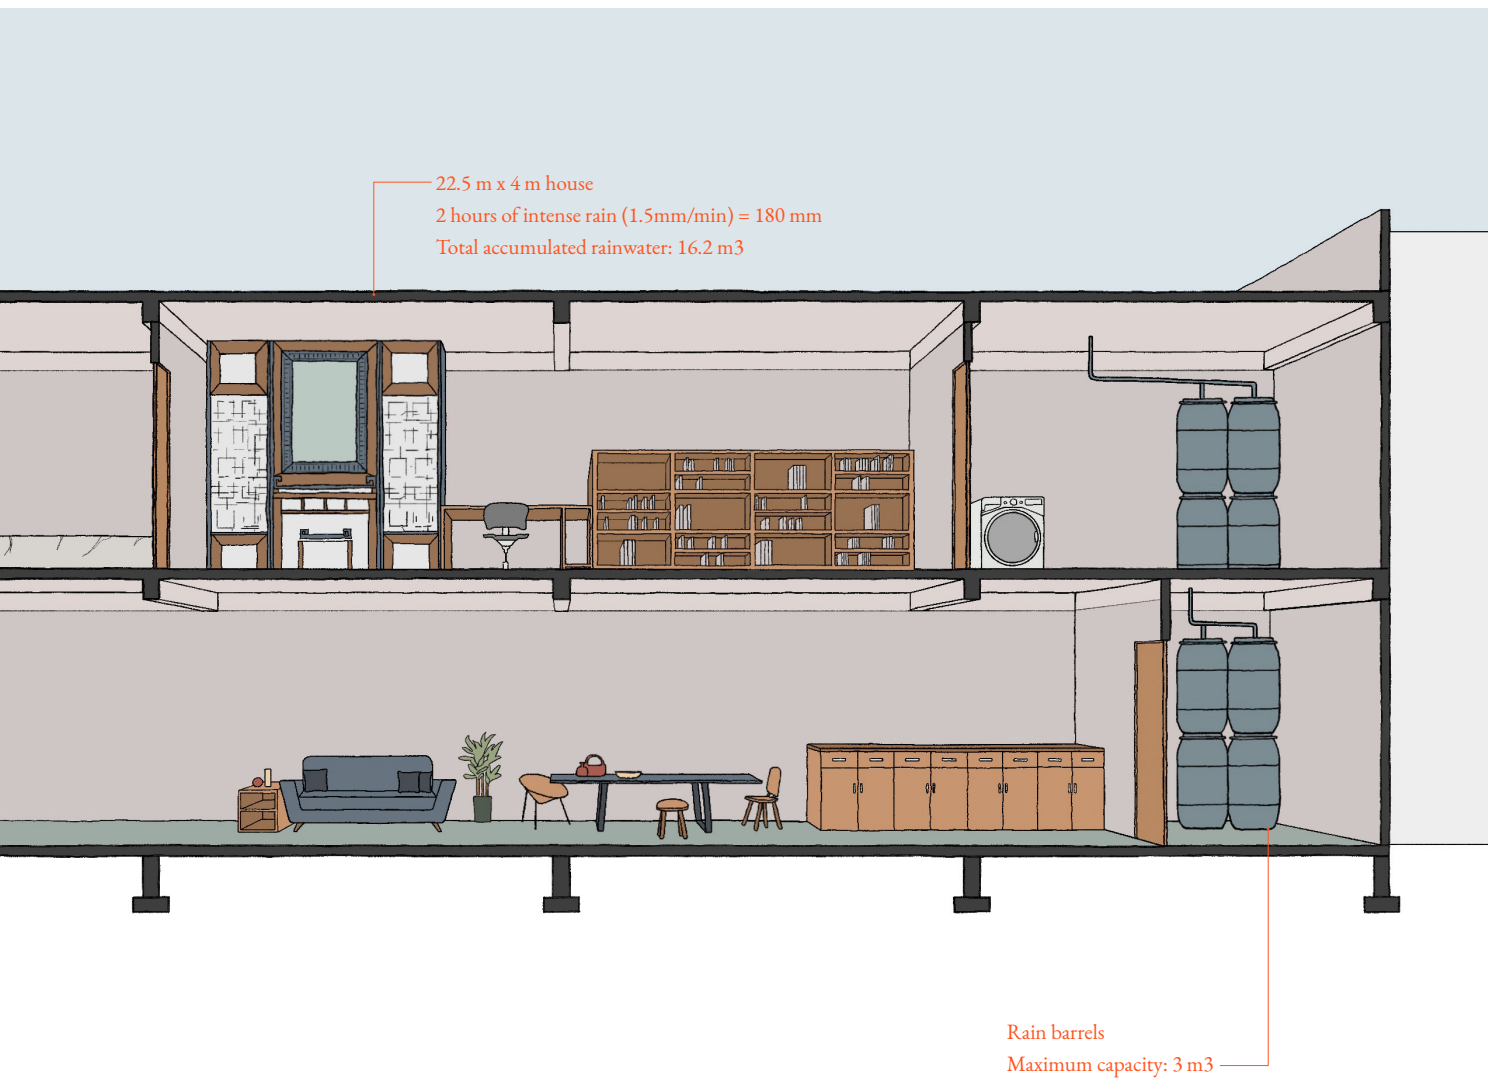 22.5 m x 4 m house
2 hours of intense rain (1.5mm/min) = 180 mm
Total accumulated rainwater: 16.2 m3
Rain barrels
Maximum capacity: 3 m3